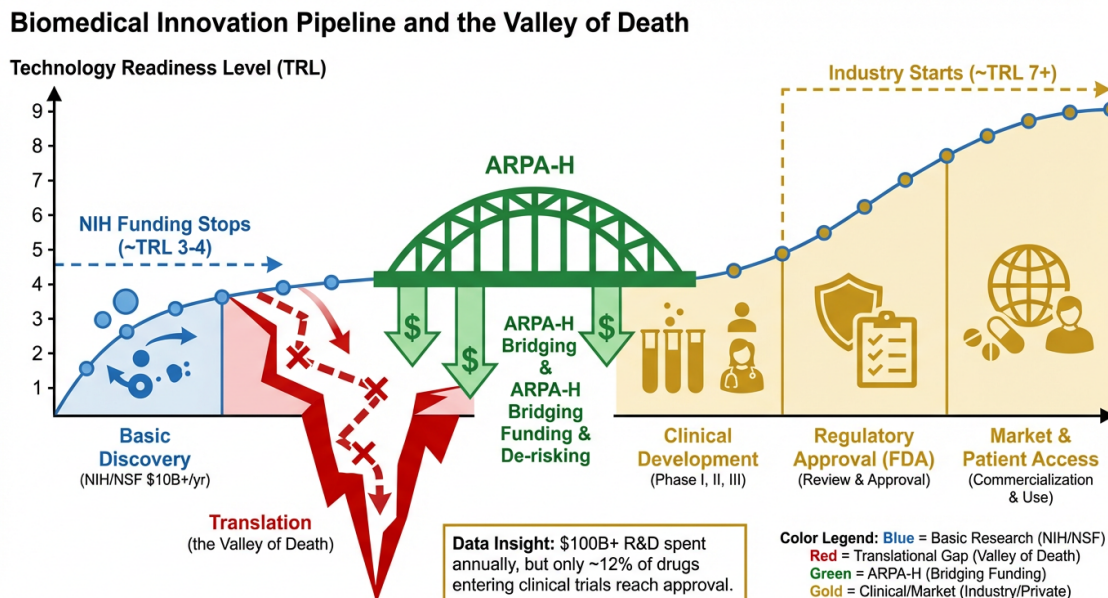 Biomedical Innovation Pipeline and the Valley of Death
Technology Readiness Level (TRL)
9
8
7
6
5
4
3
2
1
NIH Funding Stops
(~TRL 3-4)
ARPA-H
Industry Starts (~TRL 7+)
$
$
$
ARPA-H
Bridging
&
ARPA-H
Bridging
Funding &
De-risking
Basic
Discovery
(NIH/NSF $10B+/yr)
Translation
(the Valley of Death)
Clinical
Development
(Phase I, II, III)
Regulatory
Approval (FDA)
(Review & Approval)
Market &
Patient Access
(Commercialization
& Use)
Data Insight: $100B+ R&D spent
annually, but only ~12% of drugs
entering clinical trials reach approval.
Color Legend: Blue = Basic Research (NIH/NSF)
Red = Translational Gap (Valley of Death)
Green = ARPA-H (Bridging Funding)
Gold = Clinical/Market (Industry/Private)